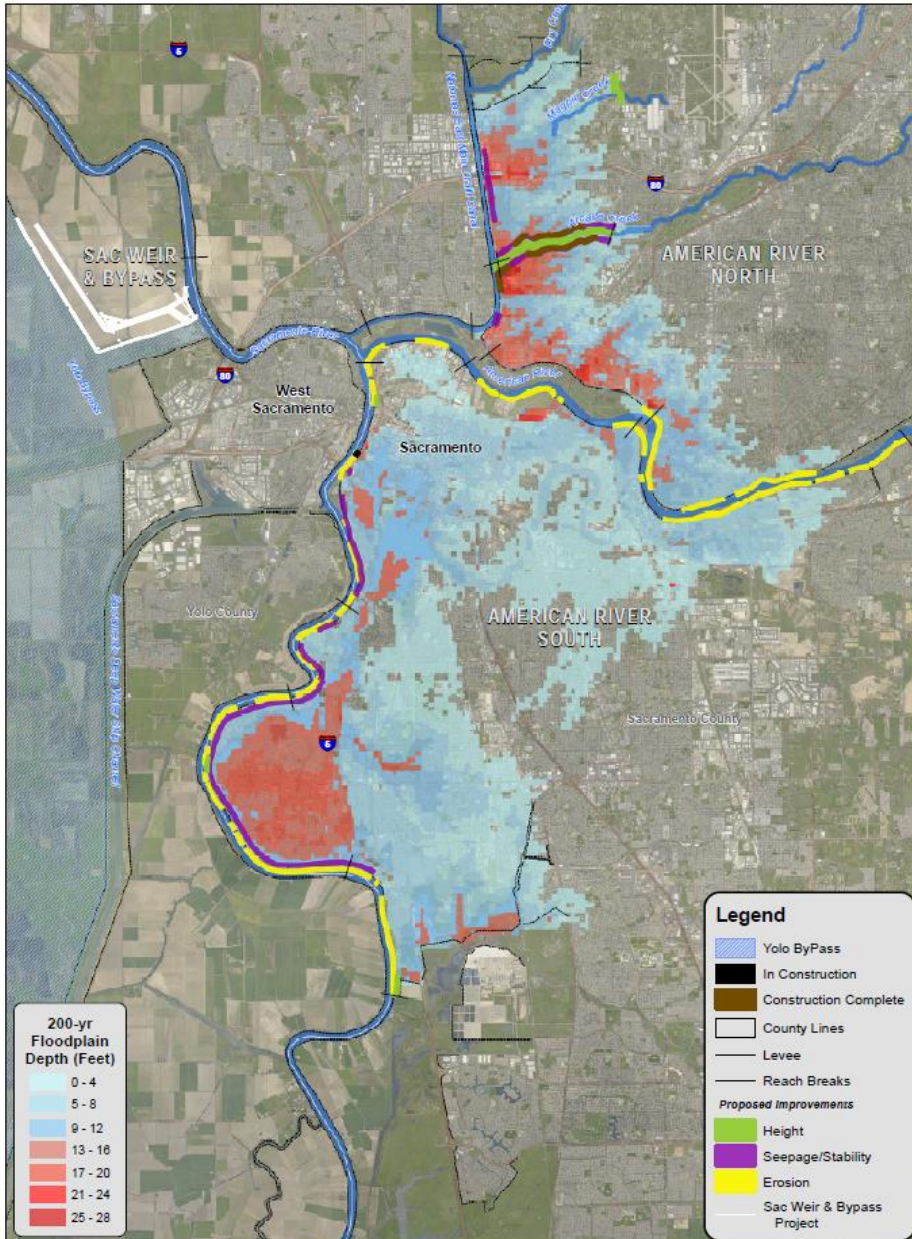 5
Dry Creek
Magpie Creek
Natomas East Main Drain Canal
80
Arcade Creek
SAC WEIR
& BYPASS
AMERICAN RIVER
NORTH
Sacramento River
Yolo Bypass
80
American River
West
Sacramento
Sacramento
Yolo County
AMERICAN RIVER
SOUTH
Sacramento Deep Water Ship Channel
Sacramento County
5
Legend
Yolo ByPass
In Construction
Construction Complete
County Lines
Levee
Reach Breaks
Proposed Improvements
Height
Seepage/Stability
Erosion
Sac Weir & Bypass
Project
200-yr
Floodplain
Depth (Feet)
0 - 4
5 - 8
9 - 12
13 - 16
17 - 20
21 - 24
25 - 28